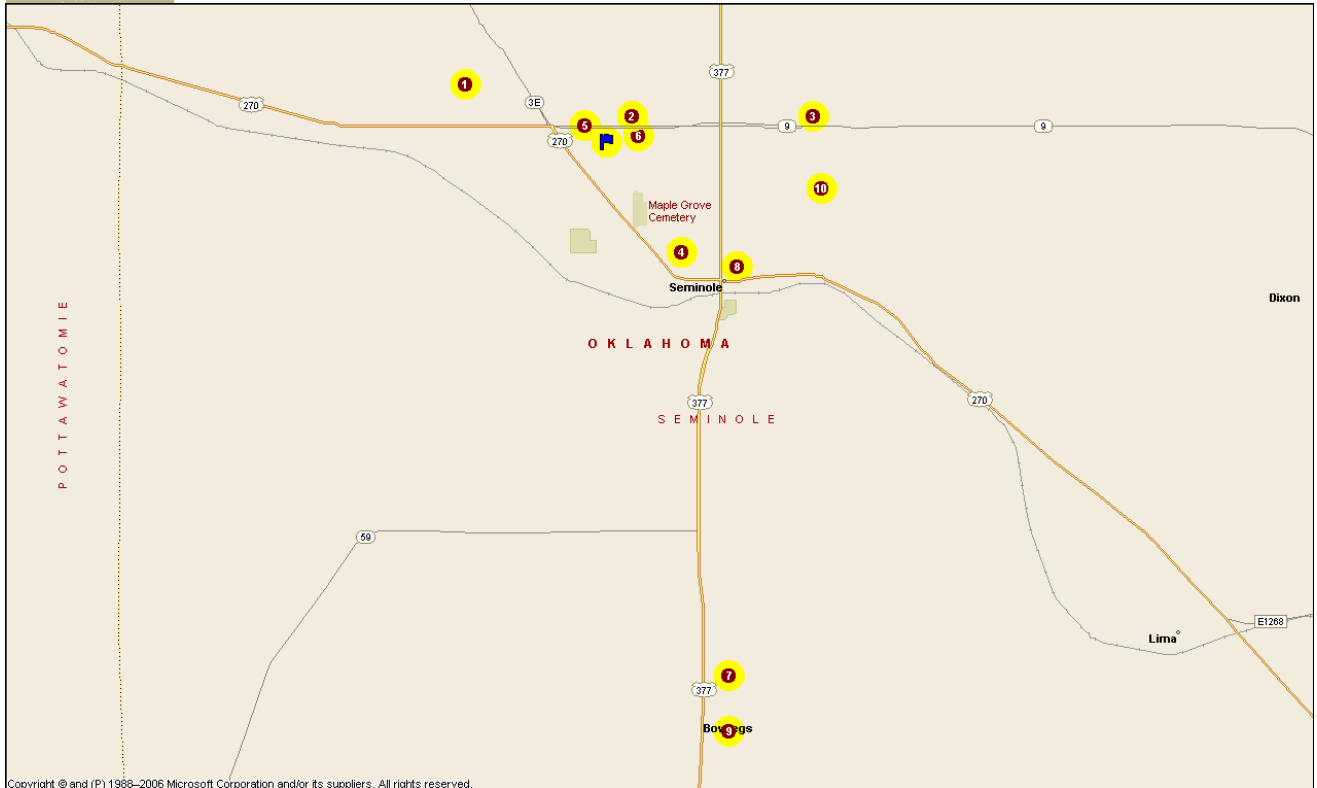 377
1
3E
270
2
3
5
9
9
270
6
10
Maple Grove
Cemetery
4
8
Seminole
Dixon
POTTAWATOMIE
OKLAHOMA
377
270
SEMINOLE
59
E1268
Lima
7
377
9
Copyright © and (P) 1988–2006 Microsoft Corporation and/or its suppliers. All rights reserved.